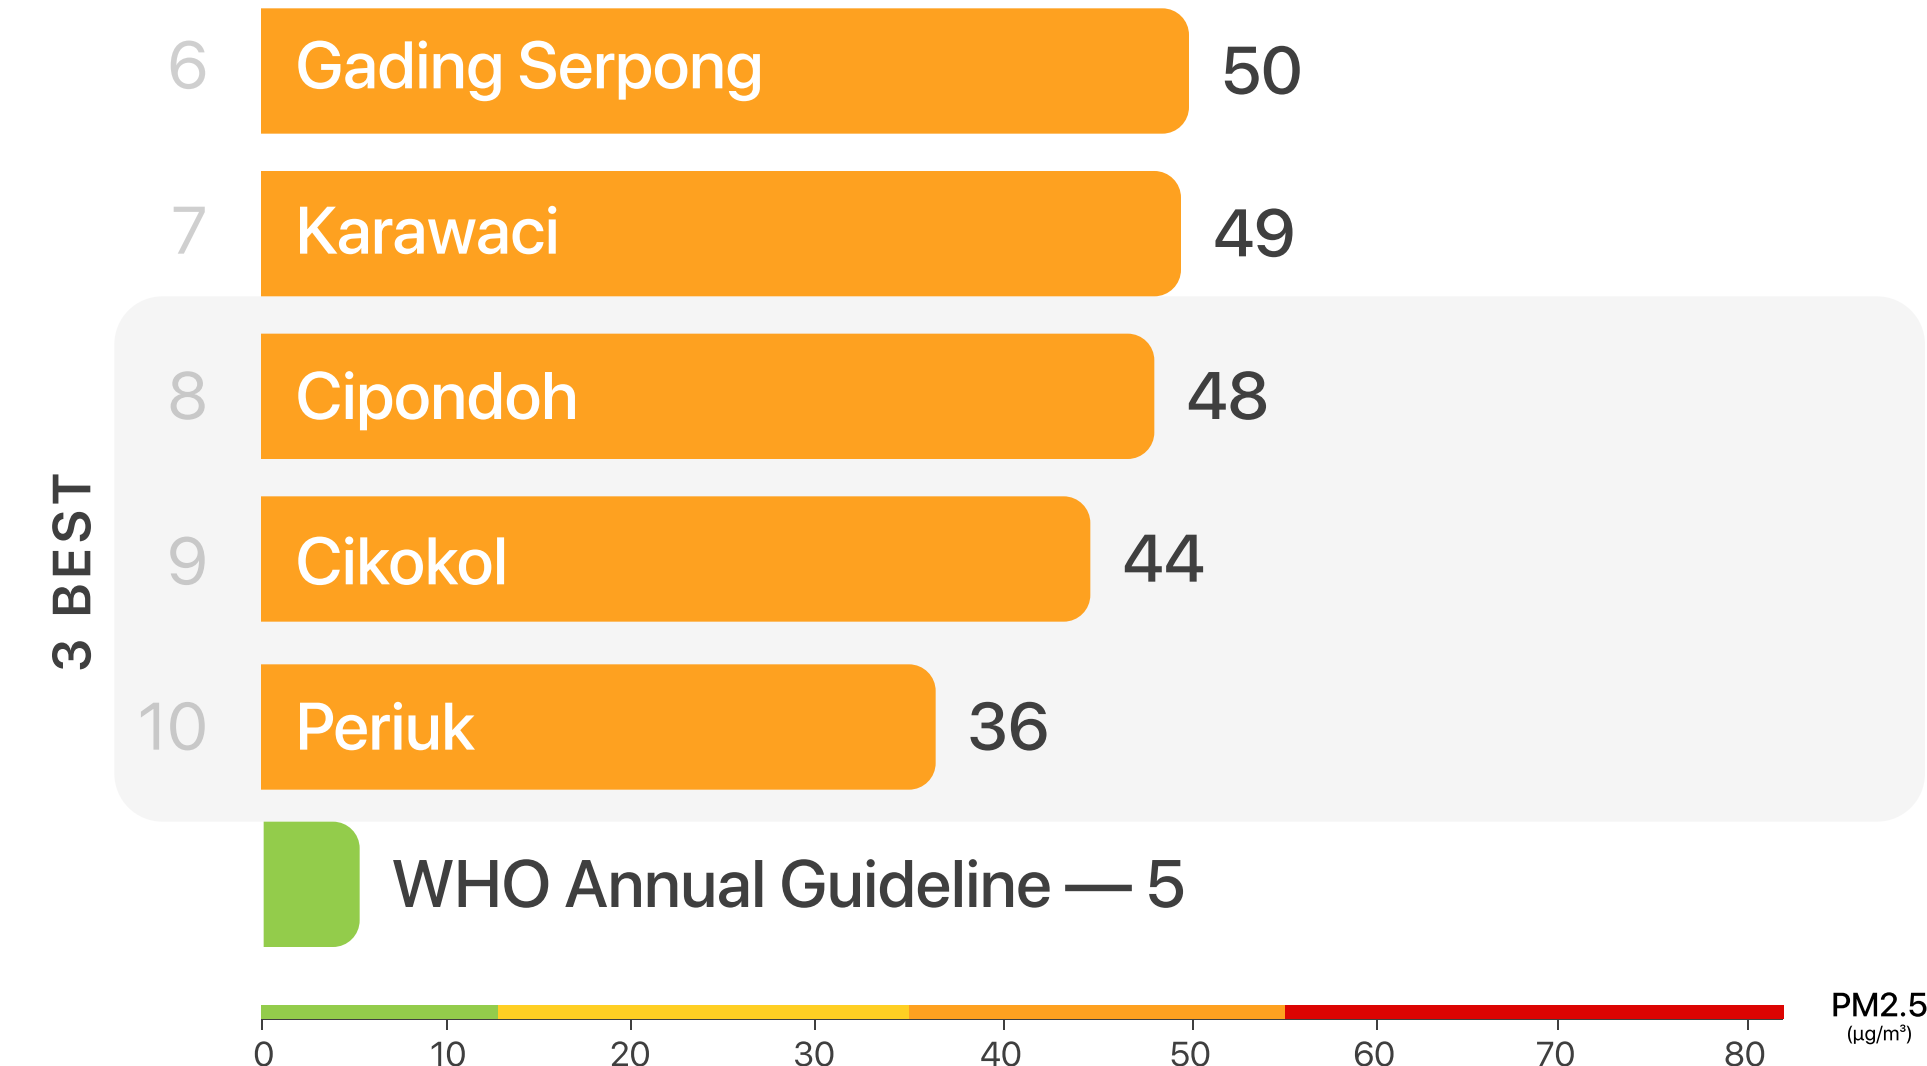 6 Gading Serpong 50
7 Karawaci 49
3 BEST
8 Cipondoh 48
9 Cikokol 44
10 Periuk 36
WHO Annual Guideline — 5
0 10 20 30 40 50 60 70 80
PM2.5
(µg/m³)